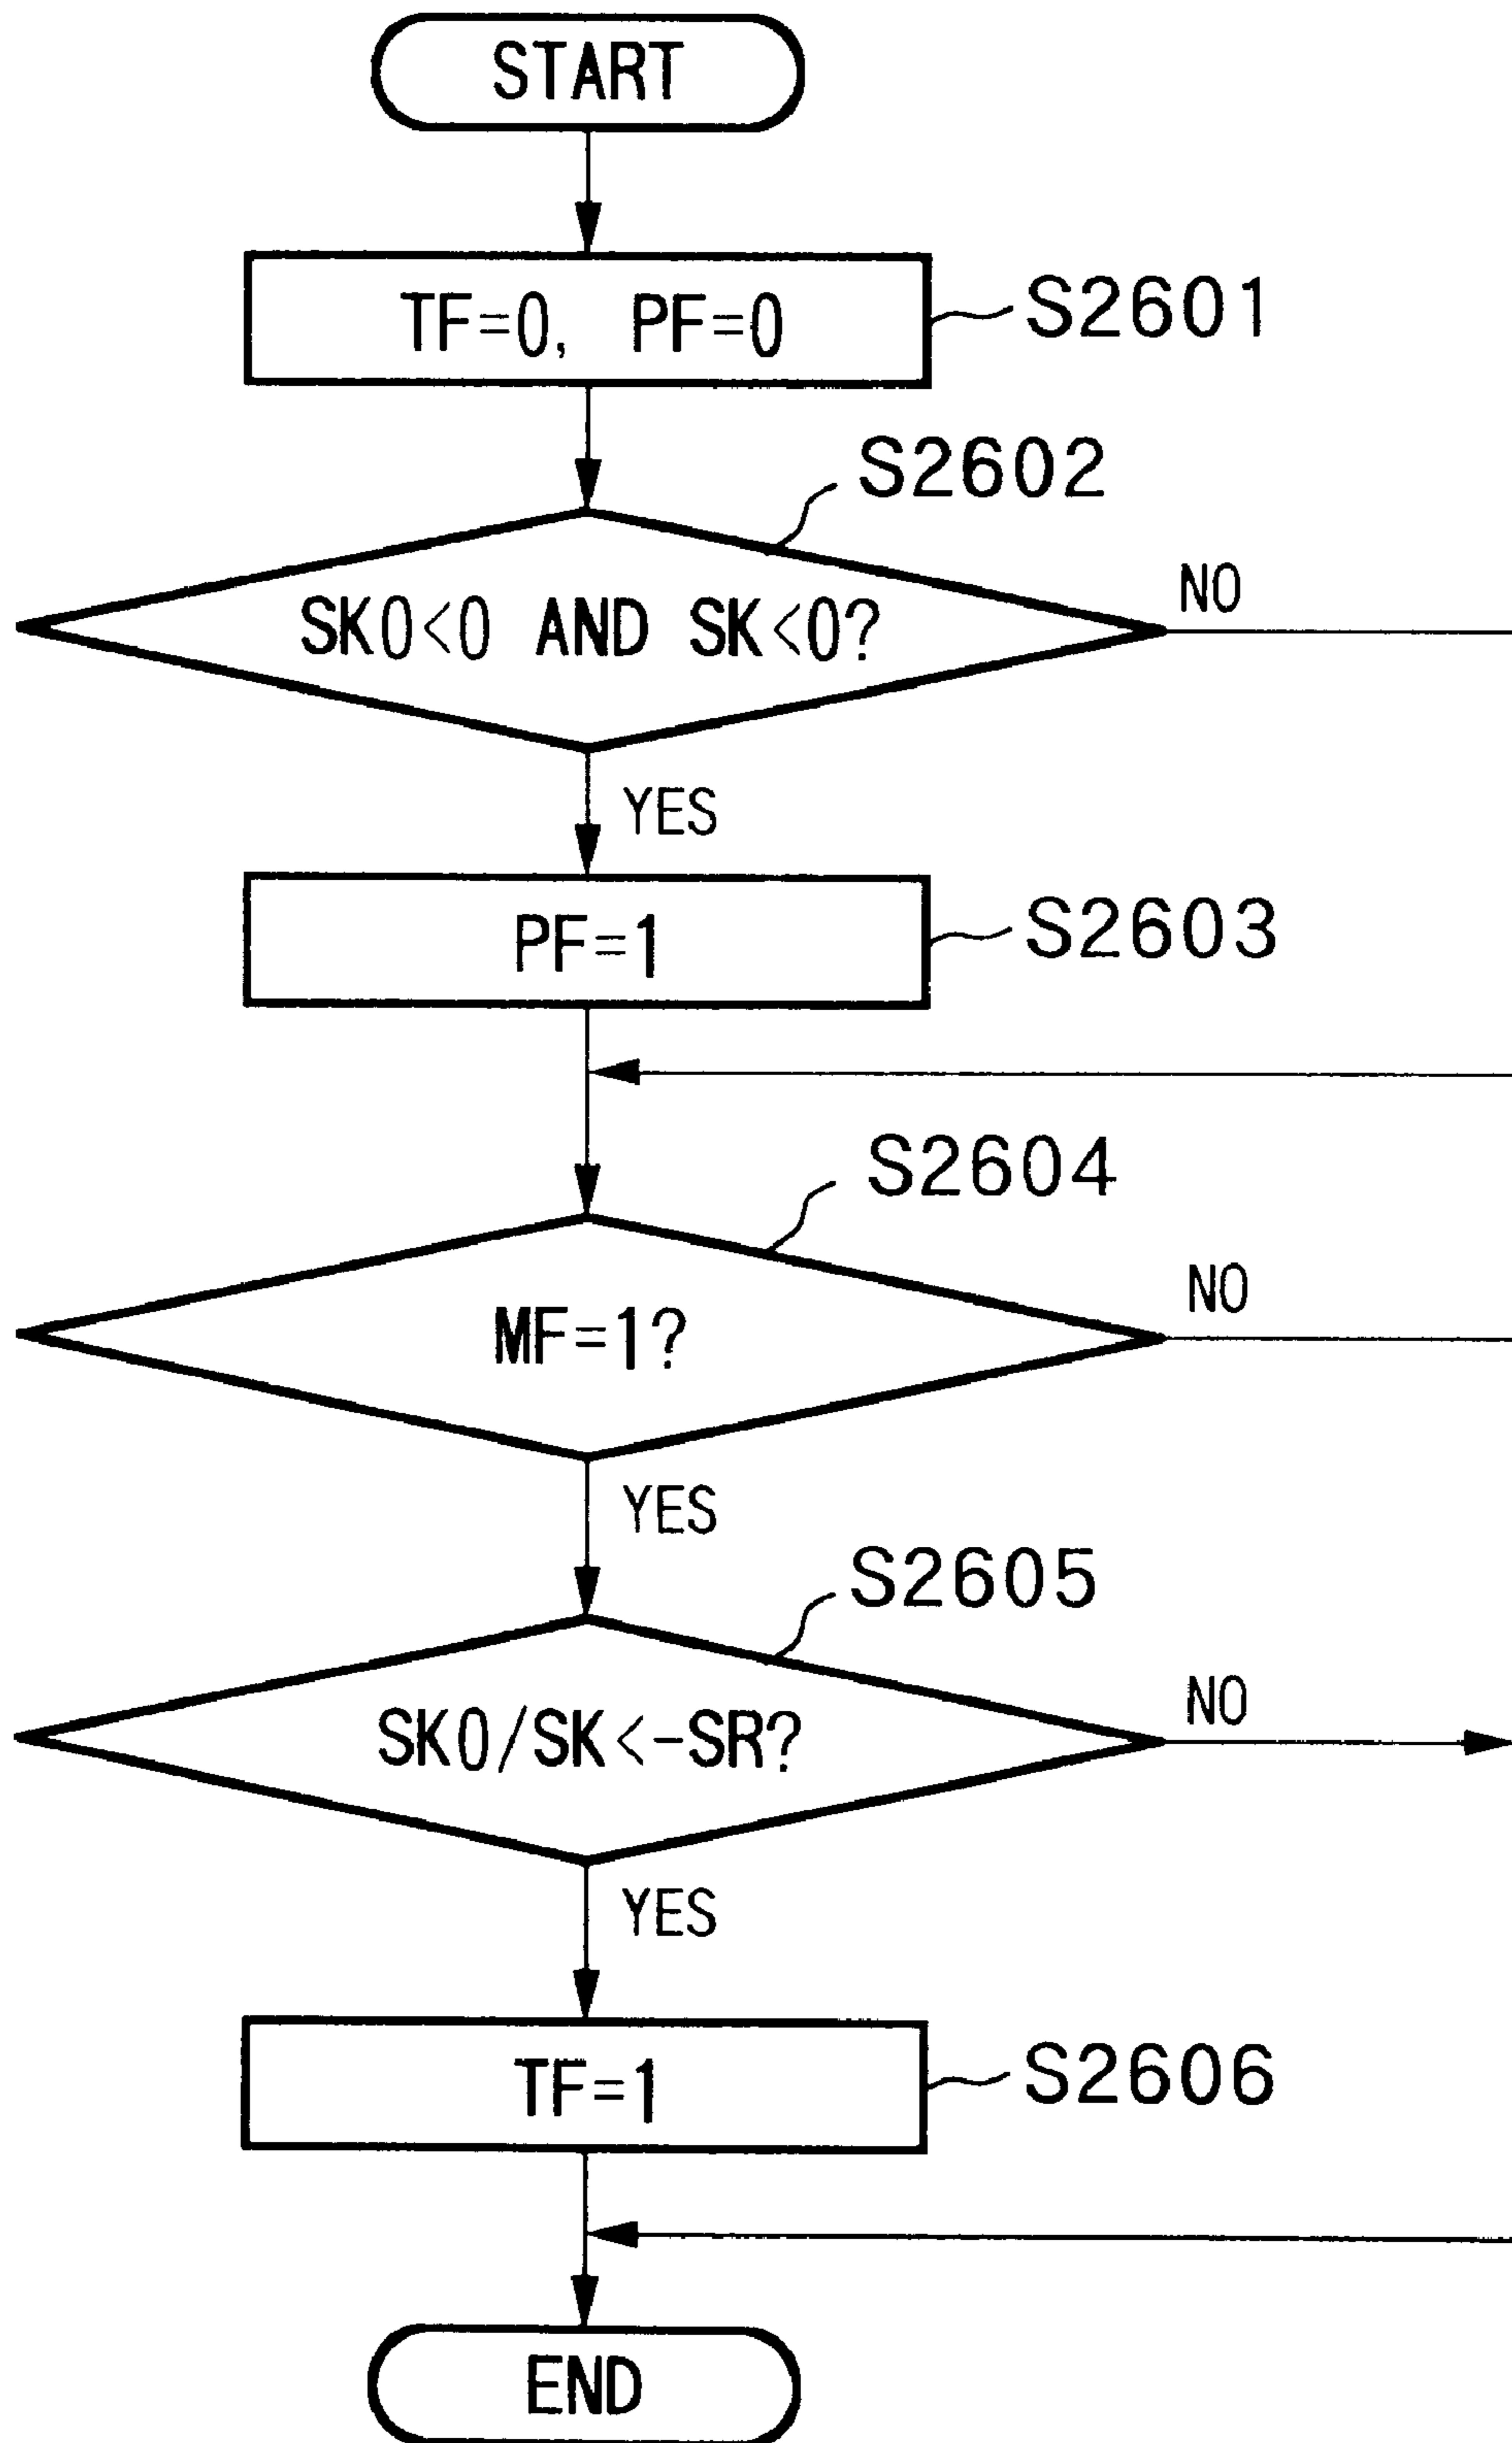 START
TF=0, PF=0
S2601
S2602
SK0<0 AND SK<0?
NO
YES
PF=1
S2603
S2604
MF=1?
NO
YES
S2605
SK0/SK<-SR?
NO
YES
TF=1
S2606
END